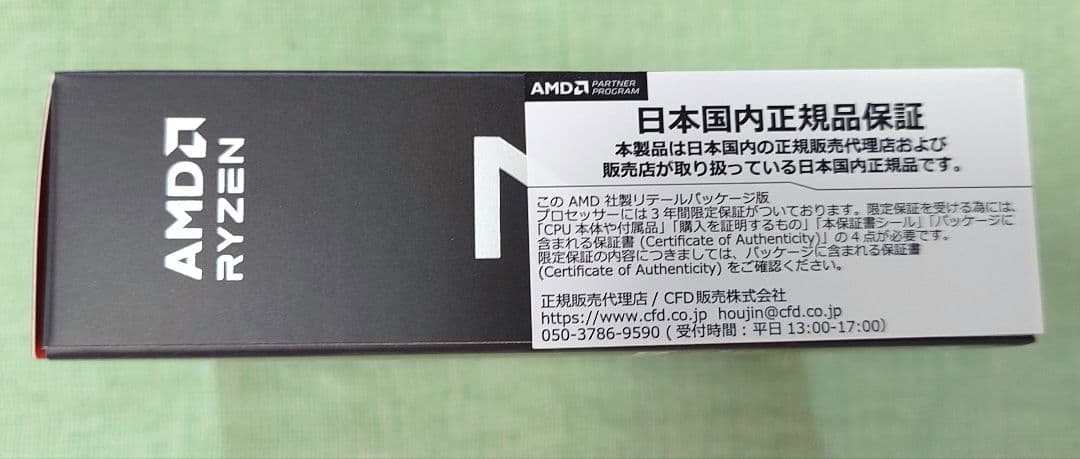 AMD
RYZEN
7
AMD PARTNER PROGRAM
日本国内正規品保証
本製品は日本国内の正規販売代理店および
販売店が取り扱っている日本国内正規品です。
この AMD 社製リテールパッケージ版
プロセッサーには3年間限定保証がついております。限定保証を受ける為には、
「CPU 本体や付属品」「購入を証明するもの」「本保証書シール」「パッケージに
含まれる保証書 (Certificate of Authenticity)」の4点が必要です。
限定保証の内容につきましては、パッケージに含まれる保証書
(Certificate of Authenticity) をご確認ください。
正規販売代理店 / CFD販売株式会社
https://www.cfd.co.jp houjin@cfd.co.jp
050-3786-9590 ( 受付時間:平日 13:00-17:00)